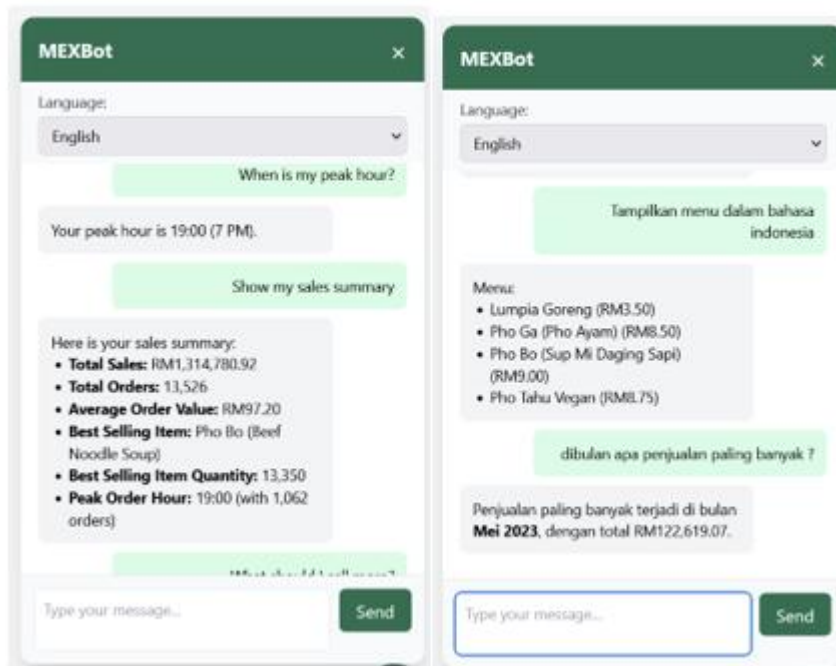 MEXBot ×
Language:
English
When is my peak hour?
Your peak hour is 19:00 (7 PM).
Show my sales summary
Here is your sales summary:
• Total Sales: RM1,314,780.92
• Total Orders: 13,526
• Average Order Value: RM97.20
• Best Selling Item: Pho Bo (Beef
Noodle Soup)
• Best Selling Item Quantity: 13,350
• Peak Order Hour: 19:00 (with 1,062
orders)
What should I sell more?
Type your message...
Send
MEXBot ×
Language:
English
Tampilkan menu dalam bahasa
indonesia
Menu:
• Lumpia Goreng (RM3.50)
• Pho Ga (Pho Ayam) (RM8.50)
• Pho Bo (Sup Mi Daging Sapi)
(RM9.00)
• Pho Tahu Vegan (RM8.75)
dibulan apa penjualan paling banyak ?
Penjualan paling banyak terjadi di bulan
Mei 2023, dengan total RM122,619.07.
Type your message...
Send